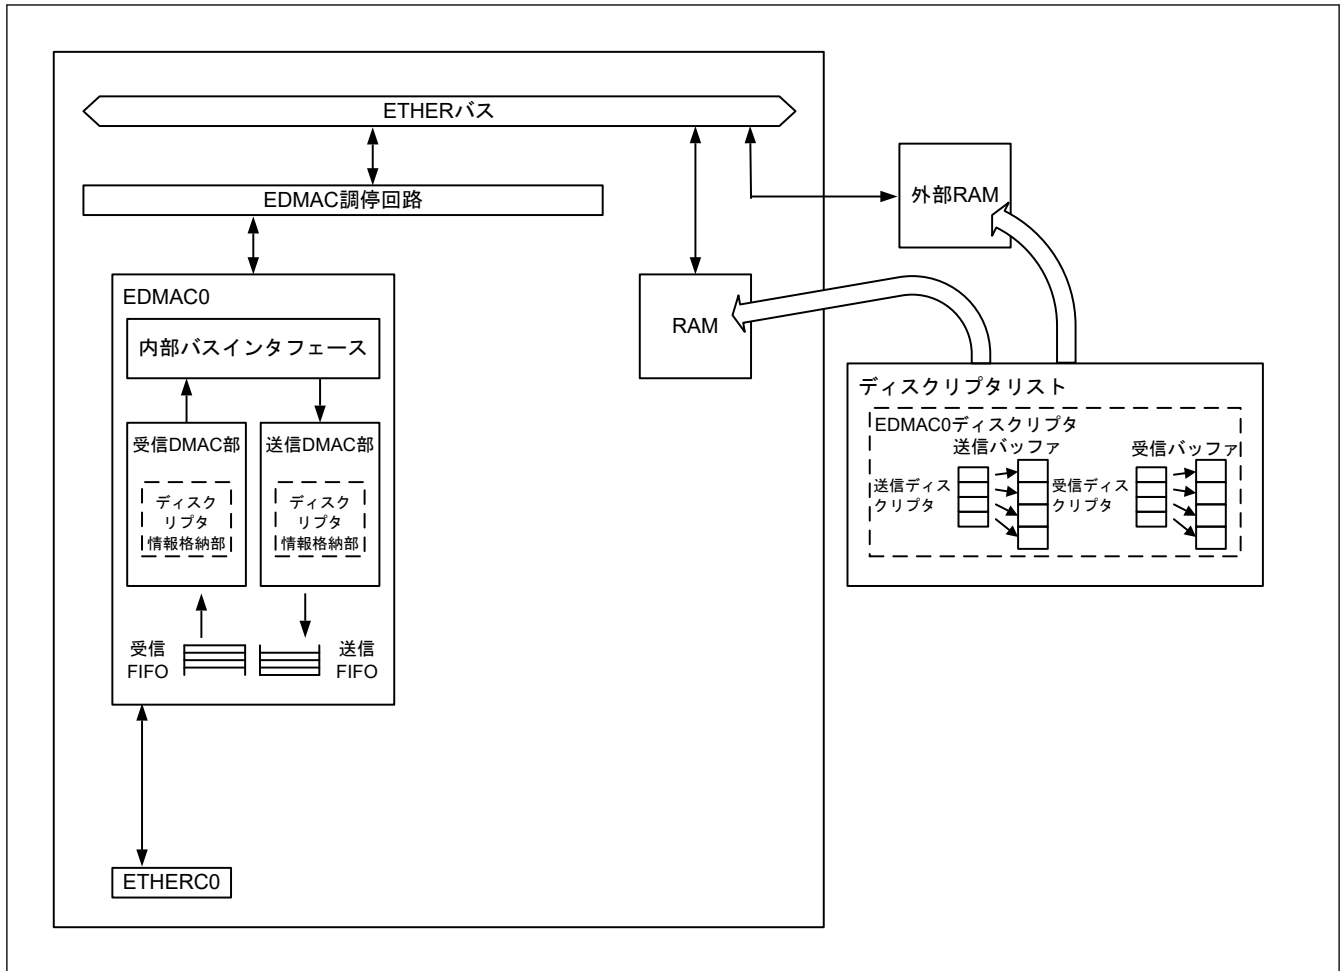 ETHERバス
EDMAC調停回路
外部RAM
EDMAC0
内部バスインタフェース
RAM
受信DMAC部
送信DMAC部
ディスク
リプタ
情報格納部
ディスク
リプタ
情報格納部
受信
FIFO
送信
FIFO
ETHERC0
ディスクリプタリスト
EDMAC0ディスクリプタ
送信バッファ
受信バッファ
送信ディス
クリプタ
受信ディス
クリプタ